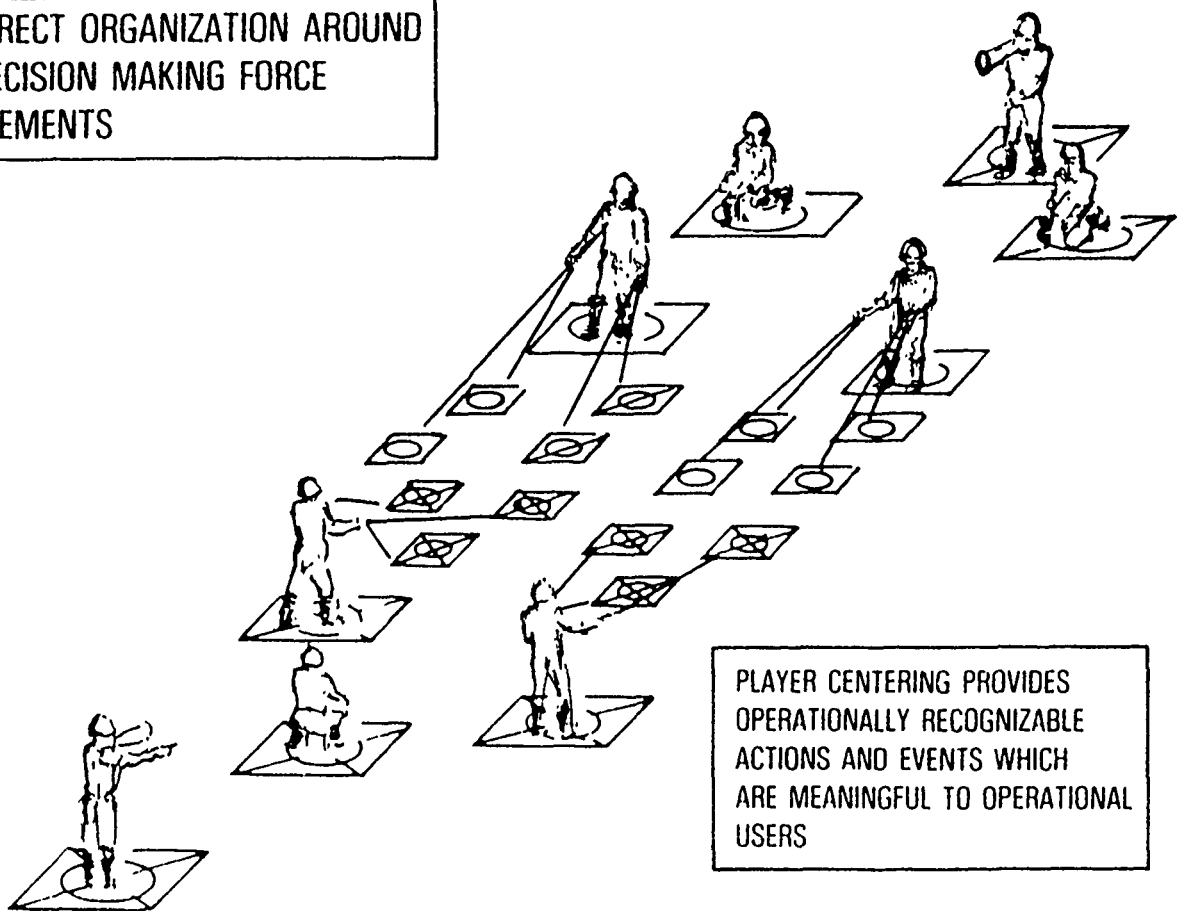 RECT ORGANIZATION AROUND
ECISION MAKING FORCE
EMENTS
PLAYER CENTERING PROVIDES
OPERATIONALLY RECOGNIZABLE
ACTIONS AND EVENTS WHICH
ARE MEANINGFUL TO OPERATIONAL
USERS